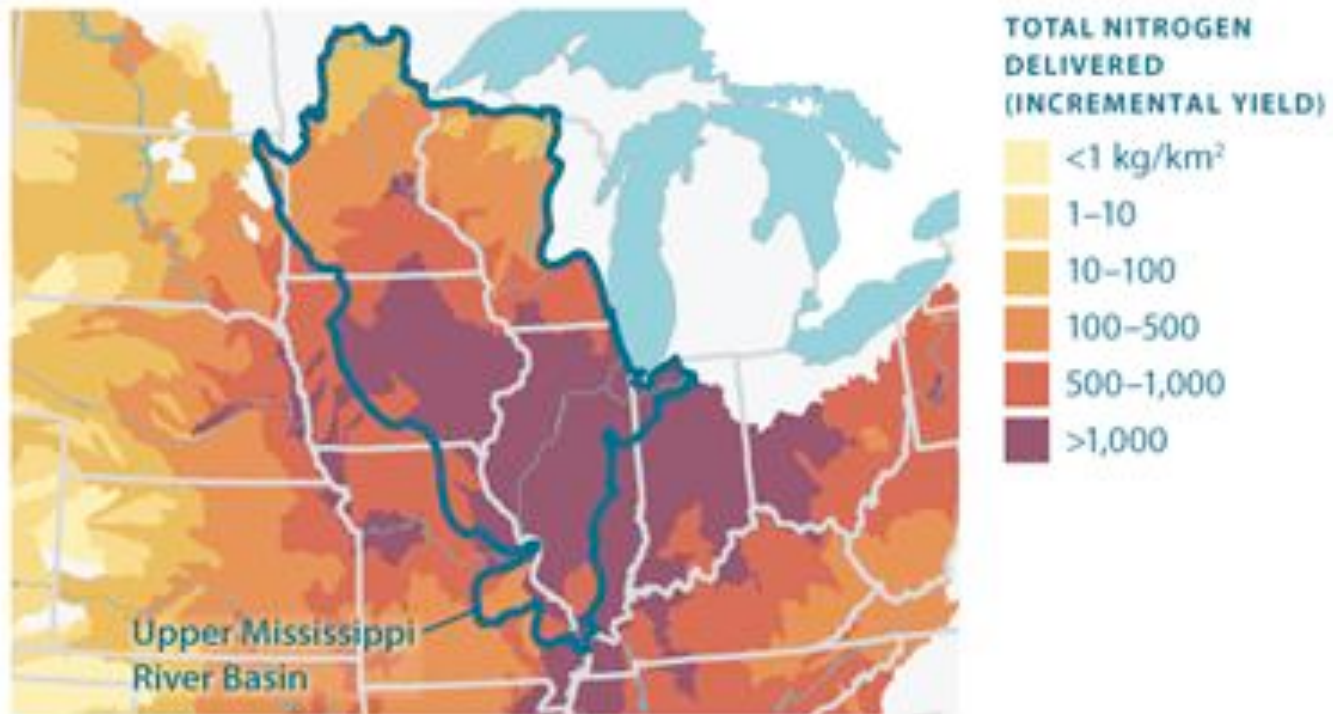 TOTAL NITROGEN
DELIVERED
(INCREMENTAL YIELD)
<1 kg/km²
1–10
10–100
100–500
500–1,000
>1,000
Upper Mississippi
River Basin